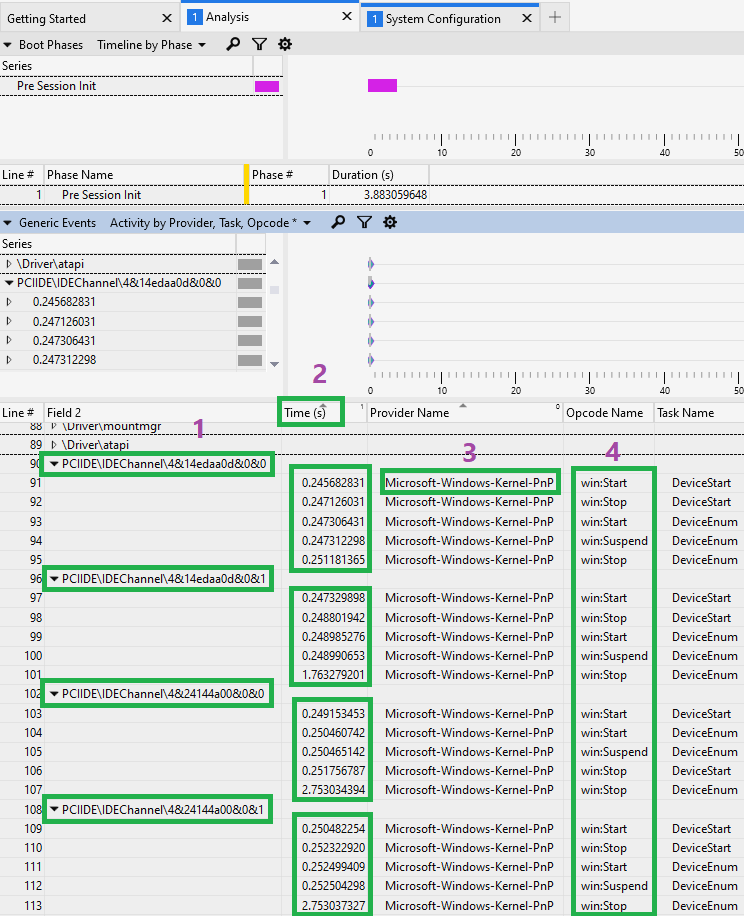 Getting Started × 1 Analysis × 1 System Configuration × +
Boot Phases Timeline by Phase
Series
Pre Session Init
0 10 20 30 40 50
Line # Phase Name Phase # Duration (s)
1 Pre Session Init 1 3.883059648
Generic Events Activity by Provider, Task, Opcode *
Series
\Driver\atapi
PCIIDE\IDEChannel\4&14edaa0d&0&0
0.245682831
0.247126031
0.247306431
0.247312298
0 10 20 30 40 50
2
Line # Field 2 Time (s) 1 Provider Name 0 Opcode Name Task Name
88 \Driver\mountmgr
1
89 \Driver\atapi
3 4
90 PCIIDE\IDEChannel\4&14edaa0d&0&0
91 0.245682831 Microsoft-Windows-Kernel-PnP win:Start DeviceStart
92 0.247126031 Microsoft-Windows-Kernel-PnP win:Stop DeviceStart
93 0.247306431 Microsoft-Windows-Kernel-PnP win:Start DeviceEnum
94 0.247312298 Microsoft-Windows-Kernel-PnP win:Suspend DeviceEnum
95 0.251181365 Microsoft-Windows-Kernel-PnP win:Stop DeviceEnum
96 PCIIDE\IDEChannel\4&14edaa0d&0&1
97 0.247329898 Microsoft-Windows-Kernel-PnP win:Start DeviceStart
98 0.248801942 Microsoft-Windows-Kernel-PnP win:Stop DeviceStart
99 0.248985276 Microsoft-Windows-Kernel-PnP win:Start DeviceEnum
100 0.248990653 Microsoft-Windows-Kernel-PnP win:Suspend DeviceEnum
101 1.763279201 Microsoft-Windows-Kernel-PnP win:Stop DeviceEnum
102 PCIIDE\IDEChannel\4&24144a00&0&0
103 0.249153453 Microsoft-Windows-Kernel-PnP win:Start DeviceStart
104 0.250460742 Microsoft-Windows-Kernel-PnP win:Start DeviceEnum
105 0.250465142 Microsoft-Windows-Kernel-PnP win:Suspend DeviceEnum
106 0.251756787 Microsoft-Windows-Kernel-PnP win:Stop DeviceStart
107 2.753034394 Microsoft-Windows-Kernel-PnP win:Stop DeviceEnum
108 PCIIDE\IDEChannel\4&24144a00&0&1
109 0.250482254 Microsoft-Windows-Kernel-PnP win:Start DeviceStart
110 0.252322920 Microsoft-Windows-Kernel-PnP win:Stop DeviceStart
111 0.252499409 Microsoft-Windows-Kernel-PnP win:Start DeviceEnum
112 0.252504298 Microsoft-Windows-Kernel-PnP win:Suspend DeviceEnum
113 2.753037327 Microsoft-Windows-Kernel-PnP win:Stop DeviceEnum